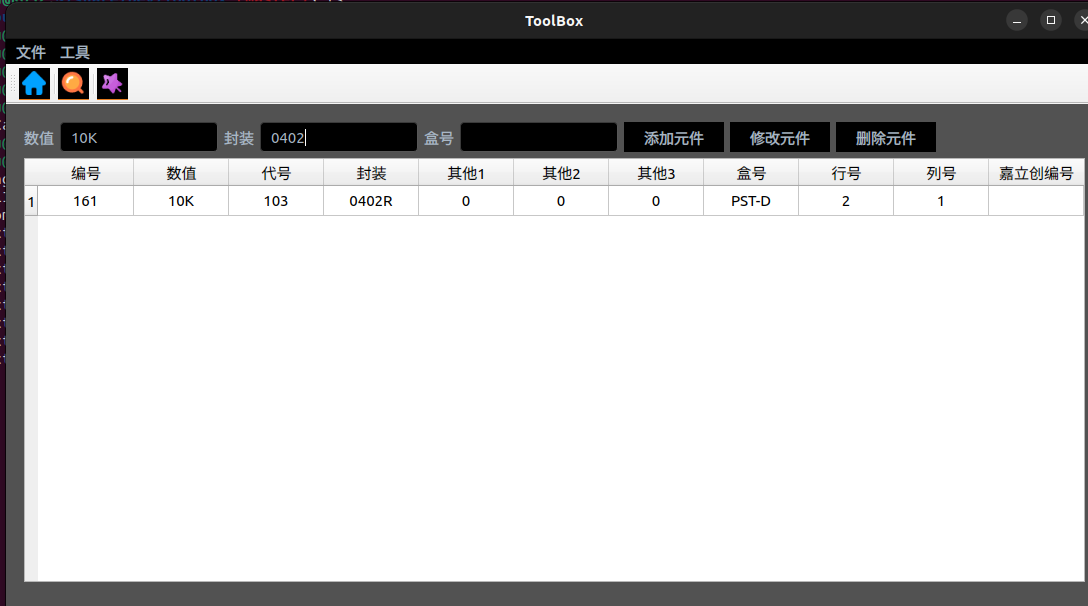 ToolBox
文件 工具
数值 10K 封装 0402 盒号 添加元件 修改元件 删除元件
编号 数值 代号 封装 其他1 其他2 其他3 盒号 行号 列号 嘉立创编号
1 161 10K 103 0402R 0 0 0 PST-D 2 1